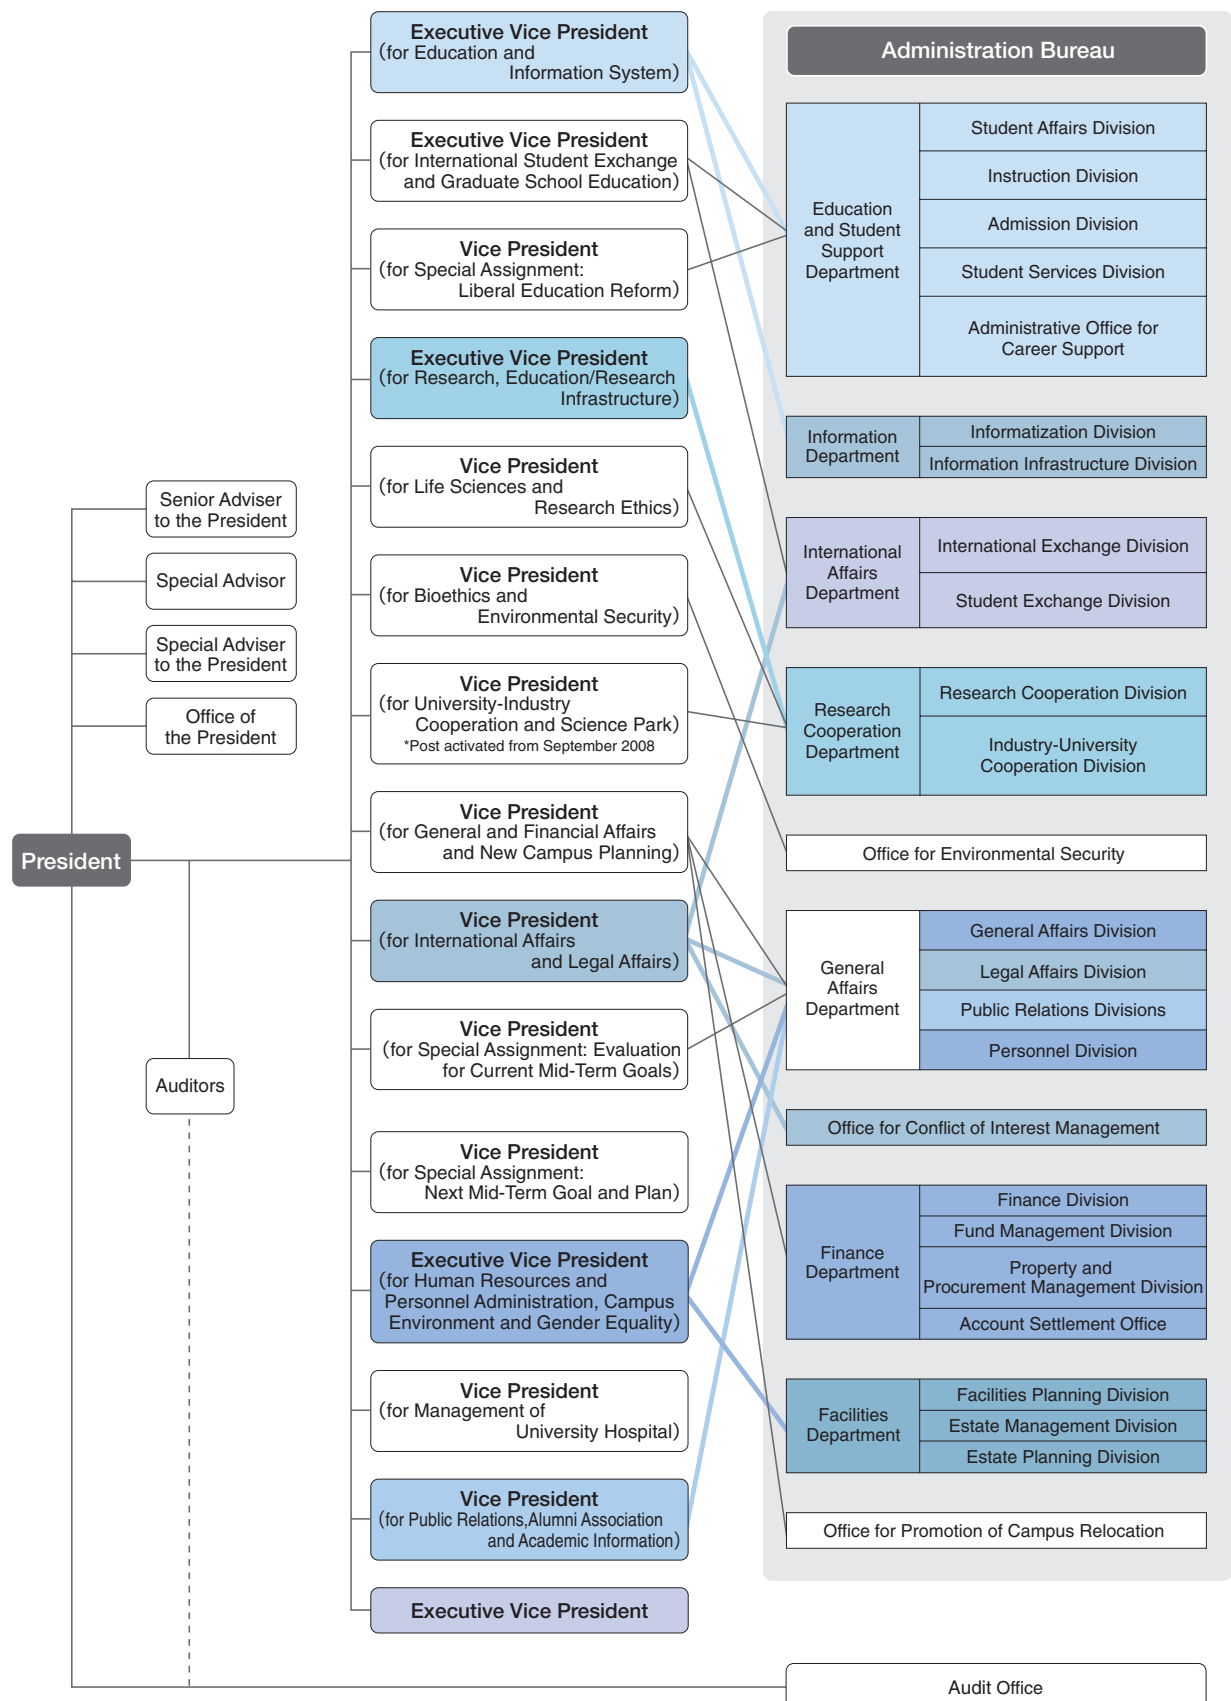 President
Senior Adviser
to the President
Special Advisor
Special Adviser
to the President
Office of
the President
Auditors
Executive Vice President
(for Education and
Information System)
Executive Vice President
(for International Student Exchange
and Graduate School Education)
Vice President
(for Special Assignment:
Liberal Education Reform)
Executive Vice President
(for Research, Education/Research
Infrastructure)
Vice President
(for Life Sciences and
Research Ethics)
Vice President
(for Bioethics and
Environmental Security)
Vice President
(for University-Industry
Cooperation and Science Park)
*Post activated from September 2008
Vice President
(for General and Financial Affairs
and New Campus Planning)
Vice President
(for International Affairs
and Legal Affairs)
Vice President
(for Special Assignment: Evaluation
for Current Mid-Term Goals)
Vice President
(for Special Assignment:
Next Mid-Term Goal and Plan)
Executive Vice President
(for Human Resources and
Personnel Administration, Campus
Environment and Gender Equality)
Vice President
(for Management of
University Hospital)
Vice President
(for Public Relations,Alumni Association
and Academic Information)
Executive Vice President
Administration Bureau
Education
and Student
Support
Department
Student Affairs Division
Instruction Division
Admission Division
Student Services Division
Administrative Office for
Career Support
Information
Department
Informatization Division
Information Infrastructure Division
International
Affairs
Department
International Exchange Division
Student Exchange Division
Research
Cooperation
Department
Research Cooperation Division
Industry-University
Cooperation Division
Office for Environmental Security
General
Affairs
Department
General Affairs Division
Legal Affairs Division
Public Relations Divisions
Personnel Division
Office for Conflict of Interest Management
Finance
Department
Finance Division
Fund Management Division
Property and
Procurement Management Division
Account Settlement Office
Facilities
Department
Facilities Planning Division
Estate Management Division
Estate Planning Division
Office for Promotion of Campus Relocation
Audit Office